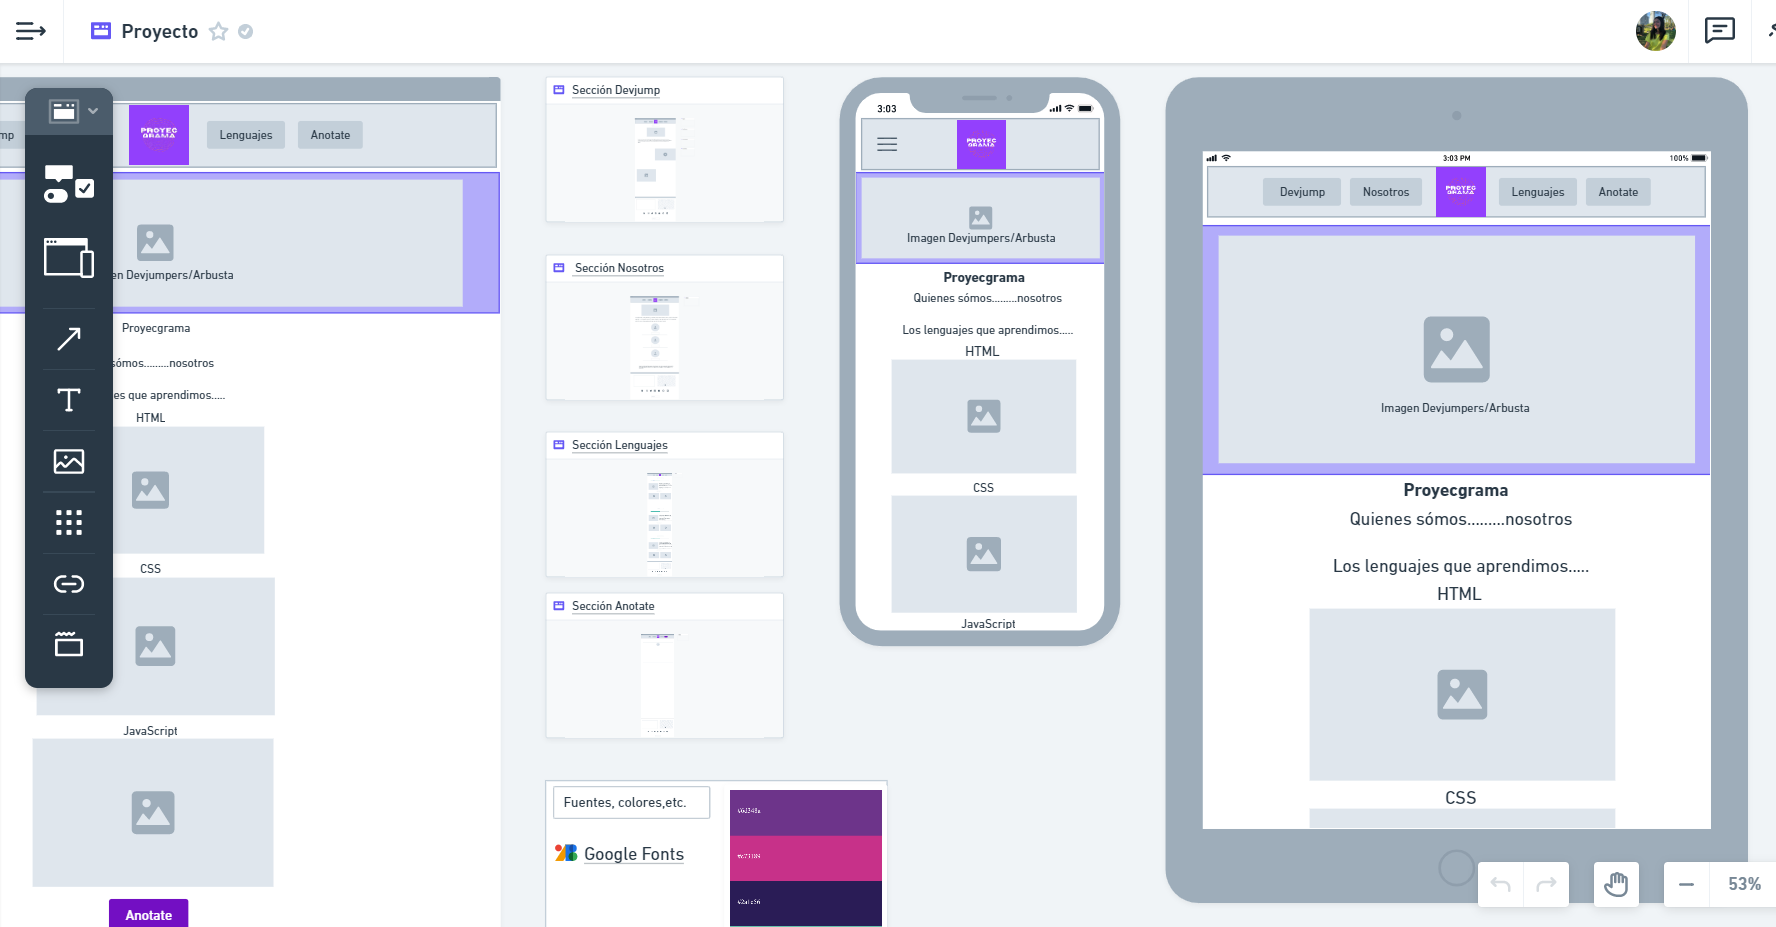 Proyecto
mp
PROYEC
GRAMA
Lenguajes
Anotate
en Devjumpers/Arbusta
Proyecgrama
sómos.........nosotros
es que aprendimos.....
HTML
CSS
JavaScript
Anotate
Sección Devjump
Sección Nosotros
Sección Lenguajes
Sección Anotate
Fuentes, colores,etc.
Google Fonts
3:03
PROYEC
GRAMA
Imagen Devjumpers/Arbusta
Proyecgrama
Quienes sómos.........nosotros
Los lenguajes que aprendimos.....
HTML
CSS
JavaScript
3:03 PM
100%
Devjump
Nosotros
PROYEC
GRAMA
Lenguajes
Anotate
Imagen Devjumpers/Arbusta
Proyecgrama
Quienes sómos.........nosotros
Los lenguajes que aprendimos.....
HTML
CSS
53%